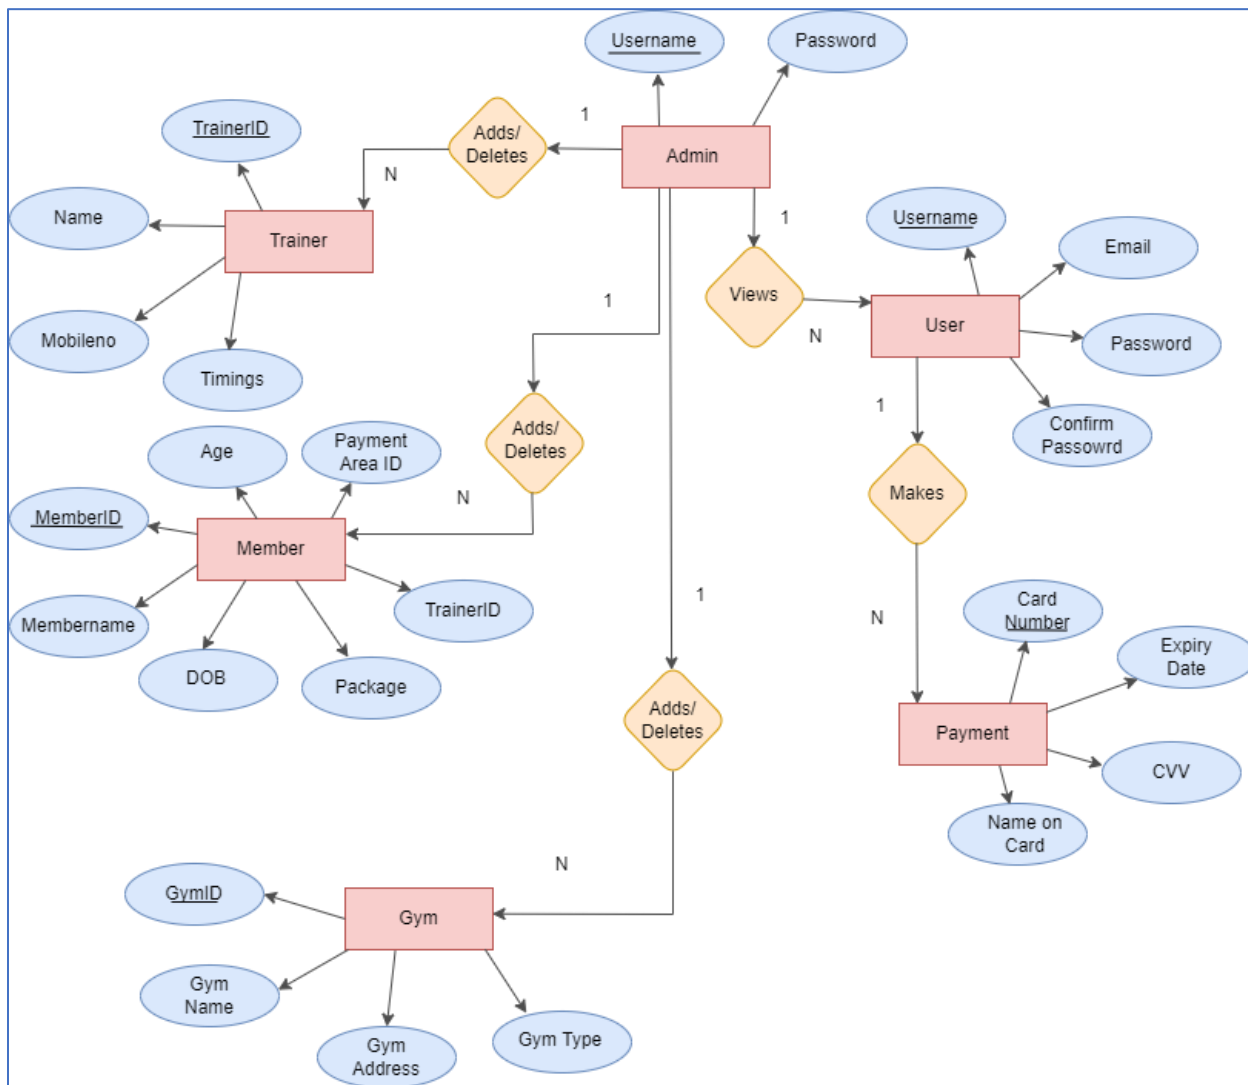 Username
Password
Adds/
Deletes
1
Admin
TrainerID
N
Name
Trainer
1
Username
Email
Views
N
User
Mobileno
1
Timings
Password
1
Confirm
Passowrd
Adds/
Deletes
Age
Payment
Area ID
Makes
N
MemberID
Member
TrainerID
Membername
DOB
Package
1
N
Card
Number
Expiry
Date
Adds/
Deletes
Payment
CVV
Name on
Card
N
GymID
Gym
Gym
Name
Gym
Address
Gym Type